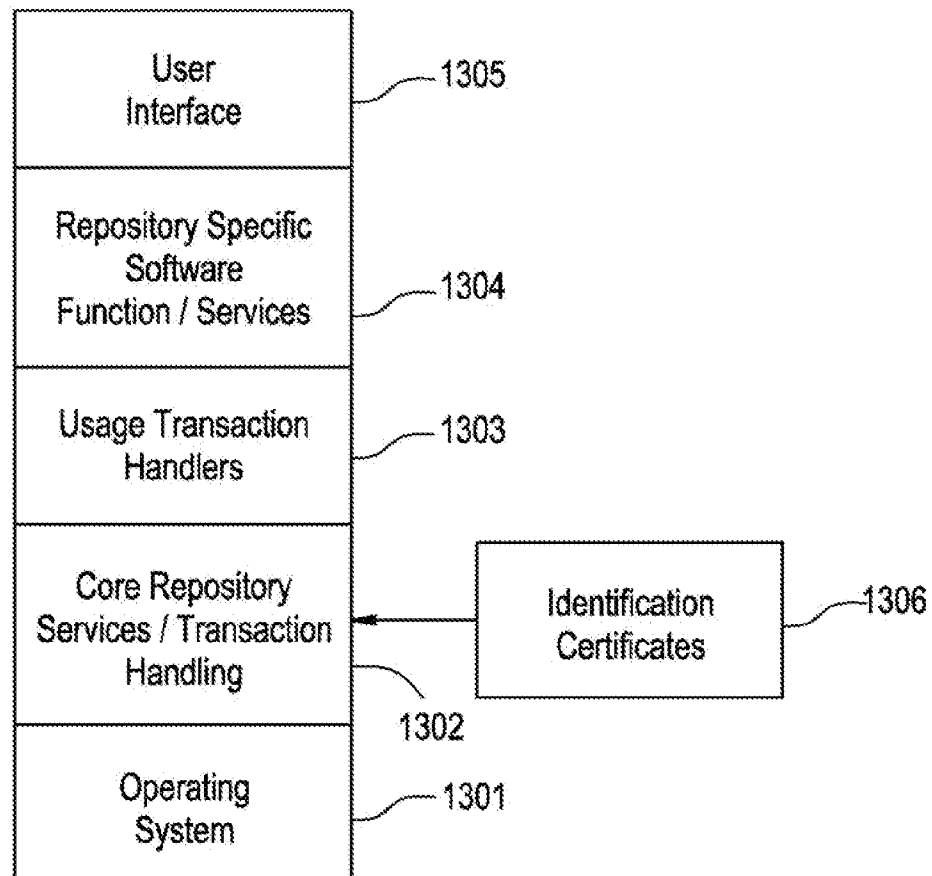 User
Interface
1305
Repository Specific
Software
Function / Services
1304
Usage Transaction
Handlers
1303
Core Repository
Services / Transaction
Handling
1302
Identification
Certificates
1306
Operating
System
1301